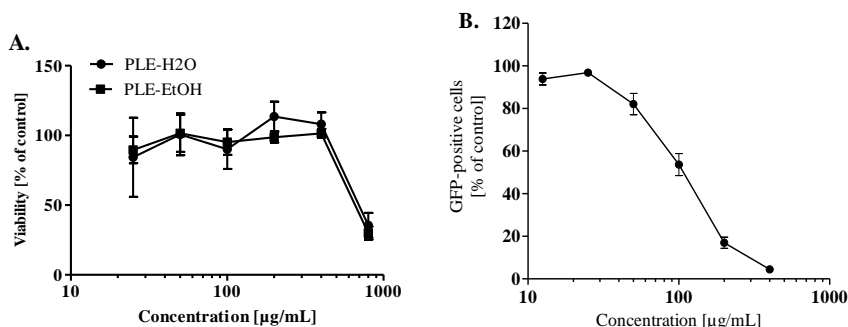 A.
PLE-H2O
PLE-EtOH
150
100
50
0
10
100
1000
Viability [% of control]
Concentration [µg/mL]
B.
120
100
80
60
40
20
0
10
100
1000
GFP-positive cells
[% of control]
Concentration [µg/mL]